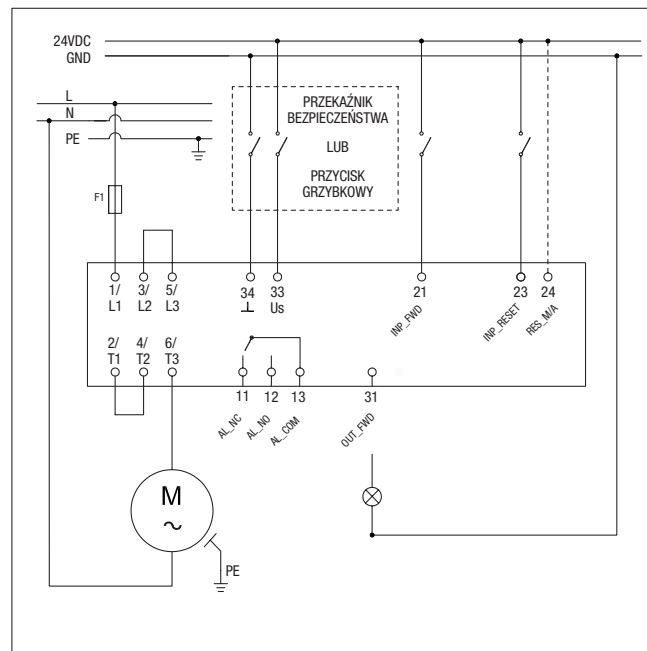 24VDC
GND
L
N
PE
F1
PRZEKAŹNIK
BEZPIECZEŃSTWA
LUB
PRZYCISK
GRZYBKOWY
1/
L1
3/
L2
5/
L3
34
⊥
33
Us
21
INP_FWD
23
INP_RESET
24
RES_M/A
2/
T1
4/
T2
6/
T3
11
AL_NC
12
AL_NO
13
AL_COM
31
OUT_FWD
M
~
PE